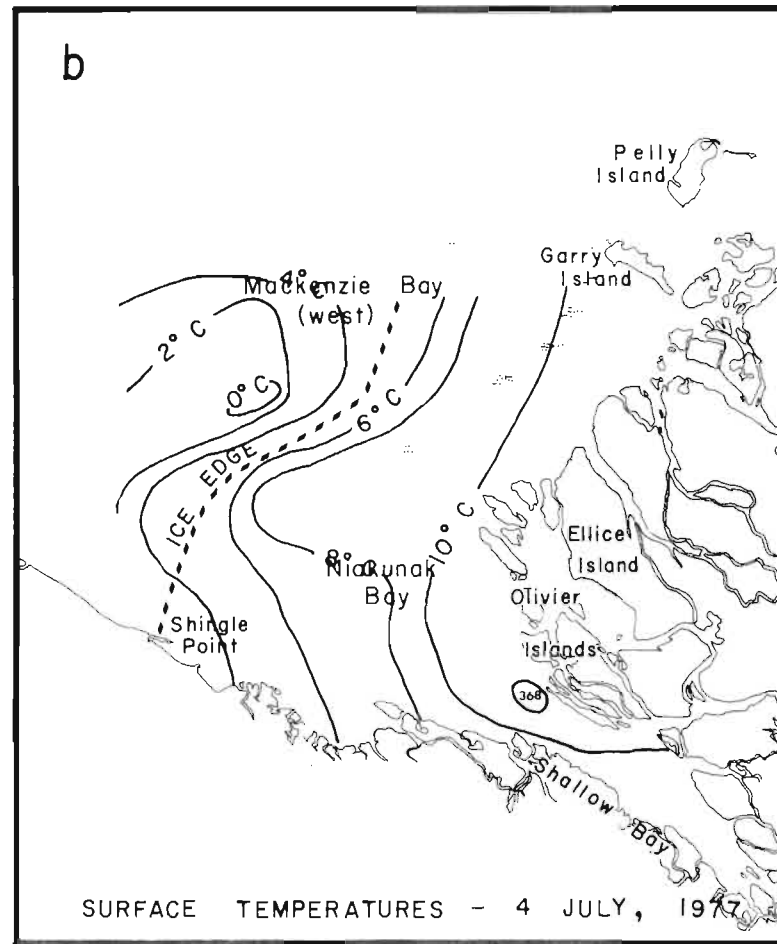 b
Pelly
Island
Garry
Island
4° C
Mackenzie Bay
(west)
2° C
0° C
6° C
ICE EDGE
10° C
Ellice
Island
8° C
Niakunak
Bay
Olivier
Islands
Shingle
Point
368
Shallow Bay
SURFACE TEMPERATURES - 4 JULY, 1977